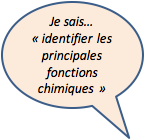 Je sais…
« identifier les
principales
fonctions
chimiques »